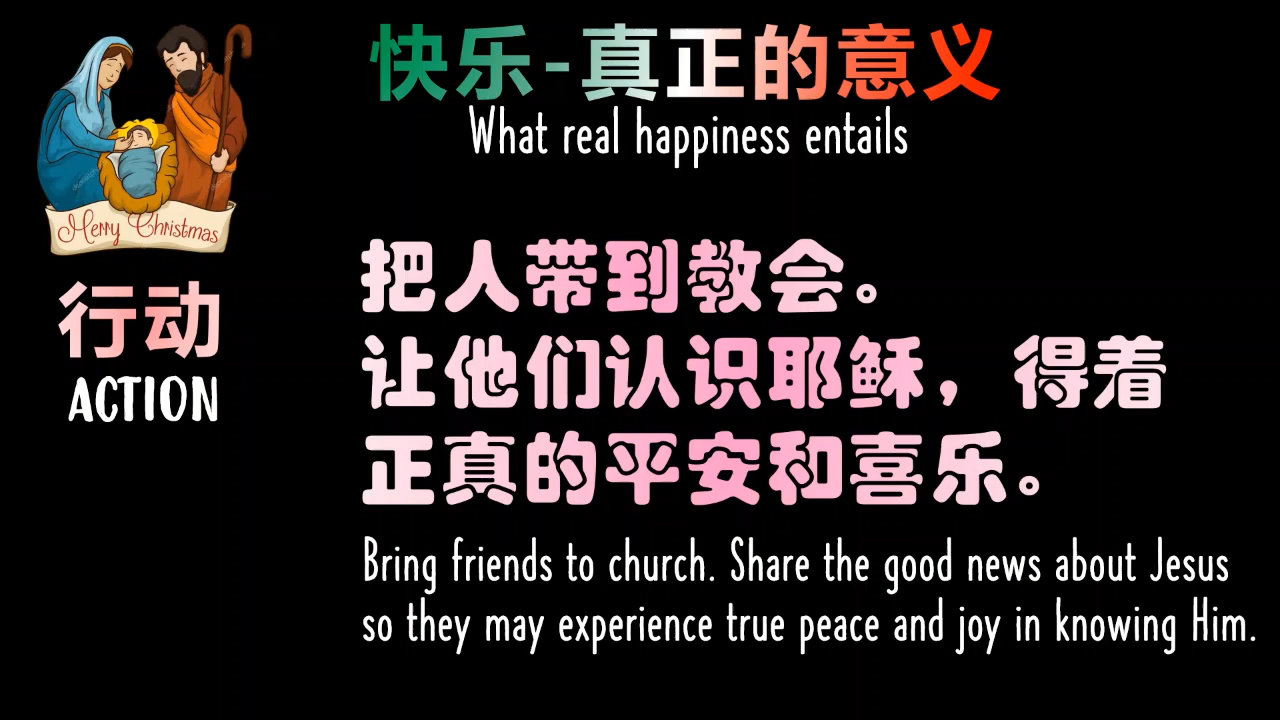 快乐-真正的意义
What real happiness entails
Merry Christmas
行动
ACTION
把人带到教会。
让他们认识耶稣，得着
正真的平安和喜乐。
Bring friends to church. Share the good news about Jesus
so they may experience true peace and joy in knowing Him.